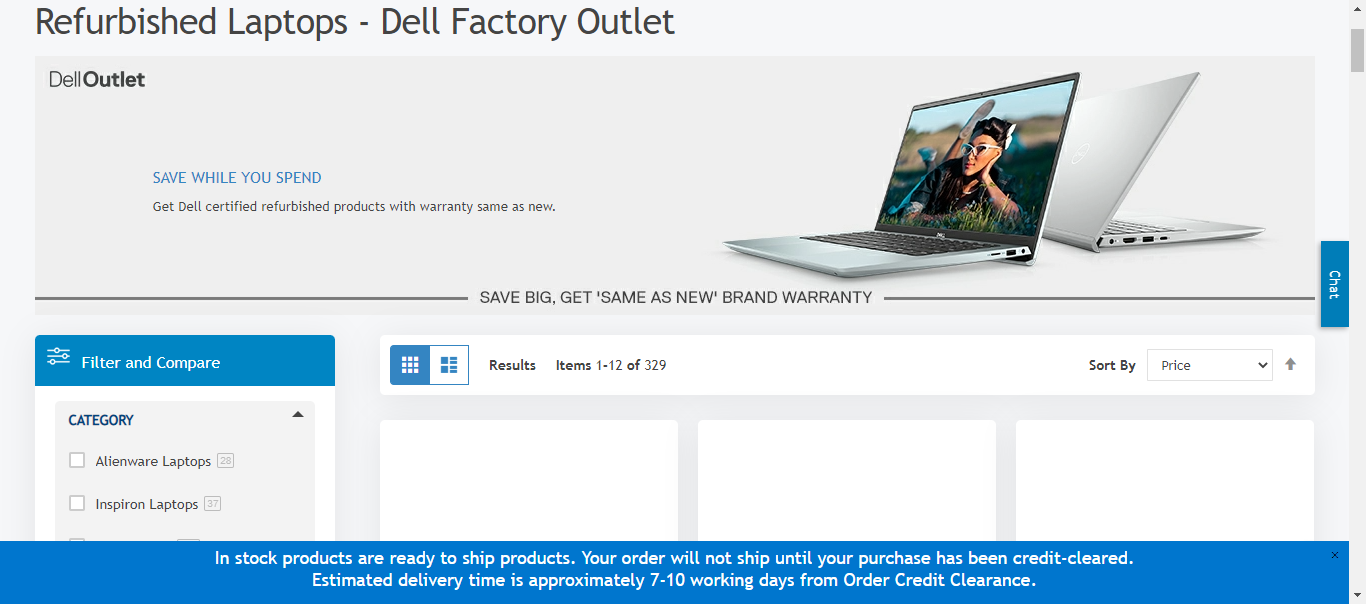 Refurbished Laptops - Dell Factory Outlet
DellOutlet
SAVE WHILE YOU SPEND
Get Dell certified refurbished products with warranty same as new.
SAVE BIG, GET 'SAME AS NEW' BRAND WARRANTY
Chat
Filter and Compare
Results Items 1-12 of 329
Sort By Price
CATEGORY
Alienware Laptops 28
Inspiron Laptops 37
In stock products are ready to ship products. Your order will not ship until your purchase has been credit-cleared.
Estimated delivery time is approximately 7-10 working days from Order Credit Clearance.